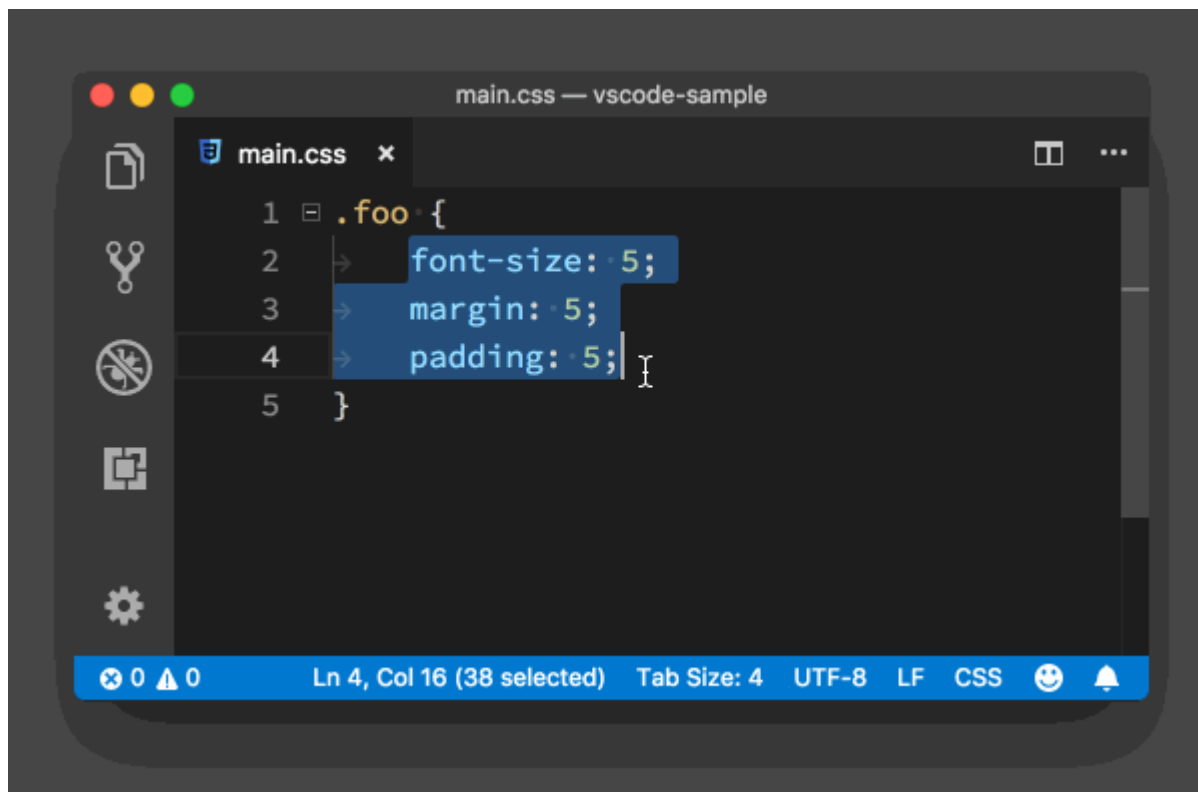 main.css — vscode-sample
main.css
1 .foo {
2 font-size: 5;
3 margin: 5;
4 padding: 5;
5 }
0 0 Ln 4, Col 16 (38 selected) Tab Size: 4 UTF-8 LF CSS